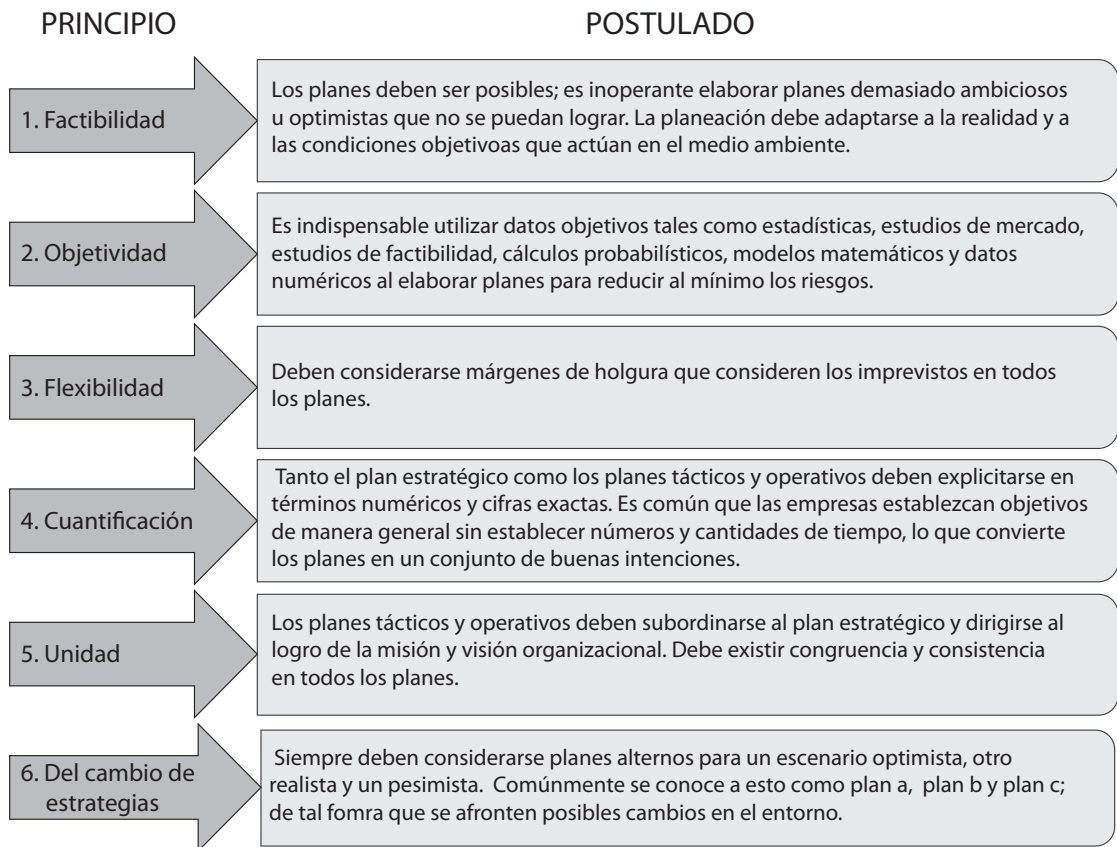 PRINCIPIO
POSTULADO
1. Factibilidad
Los planes deben ser posibles; es inoperante elaborar planes demasiado ambiciosos
u optimistas que no se puedan lograr. La planeación debe adaptarse a la realidad y a
las condiciones objetivoas que actúan en el medio ambiente.
2. Objetividad
Es indispensable utilizar datos objetivos tales como estadísticas, estudios de mercado,
estudios de factibilidad, cálculos probabilísticos, modelos matemáticos y datos
numéricos al elaborar planes para reducir al mínimo los riesgos.
3. Flexibilidad
Deben considerarse márgenes de holgura que consideren los imprevistos en todos
los planes.
4. Cuantificación
Tanto el plan estratégico como los planes tácticos y operativos deben explicitarse en
términos numéricos y cifras exactas. Es común que las empresas establezcan objetivos
de manera general sin establecer números y cantidades de tiempo, lo que convierte
los planes en un conjunto de buenas intenciones.
5. Unidad
Los planes tácticos y operativos deben subordinarse al plan estratégico y dirigirse al
logro de la misión y visión organizacional. Debe existir congruencia y consistencia
en todos los planes.
6. Del cambio de
estrategias
Siempre deben considerarse planes alternos para un escenario optimista, otro
realista y un pesimista. Comúnmente se conoce a esto como plan a, plan b y plan c;
de tal fomra que se afronten posibles cambios en el entorno.